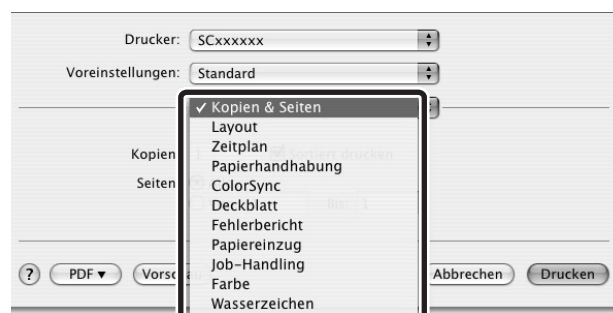 Drucker: SCxxxxxx
Voreinstellungen: Standard
✓ Kopien & Seiten
Layout
Zeitplan
Kopien
Papierhandhabung
Seiten
ColorSync
Deckblatt
Fehlerbericht
Papiereinzug
Job-Handling
? PDF ▼ Vorsch Abbrechen Drucken
Farbe
Wasserzeichen